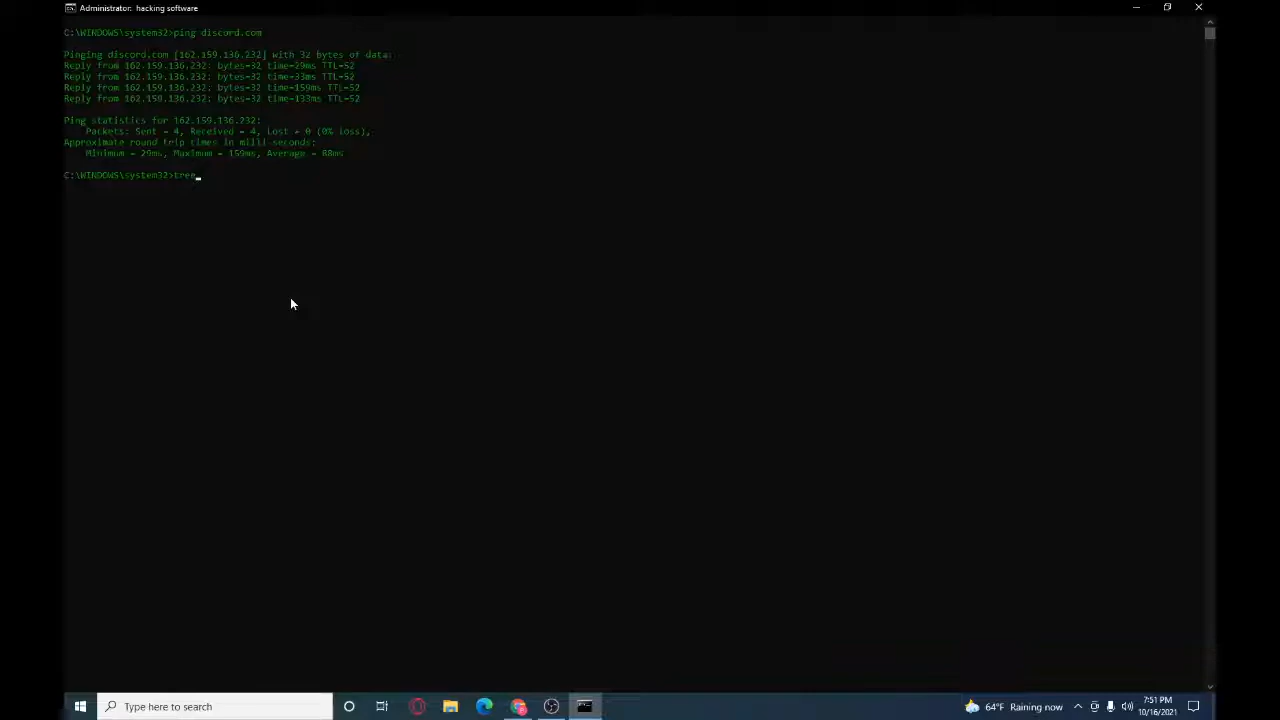 Administrator: hacking software
C:\WINDOWS\system32>ping discord.com
Pinging discord.com [162.159.136.232] with 32 bytes of data:
Reply from 162.159.136.232: bytes=32 time=29ms TTL=52
Reply from 162.159.136.232: bytes=32 time=33ms TTL=52
Reply from 162.159.136.232: bytes=32 time=159ms TTL=52
Reply from 162.159.136.232: bytes=32 time=133ms TTL=52
Ping statistics for 162.159.136.232:
Packets: Sent = 4, Received = 4, Lost = 0 (0% loss),
Approximate round trip times in milli-seconds:
Minimum = 29ms, Maximum = 159ms, Average = 88ms
C:\WINDOWS\system32>tree
Type here to search
64°F Raining now
7:51 PM
10/16/2021